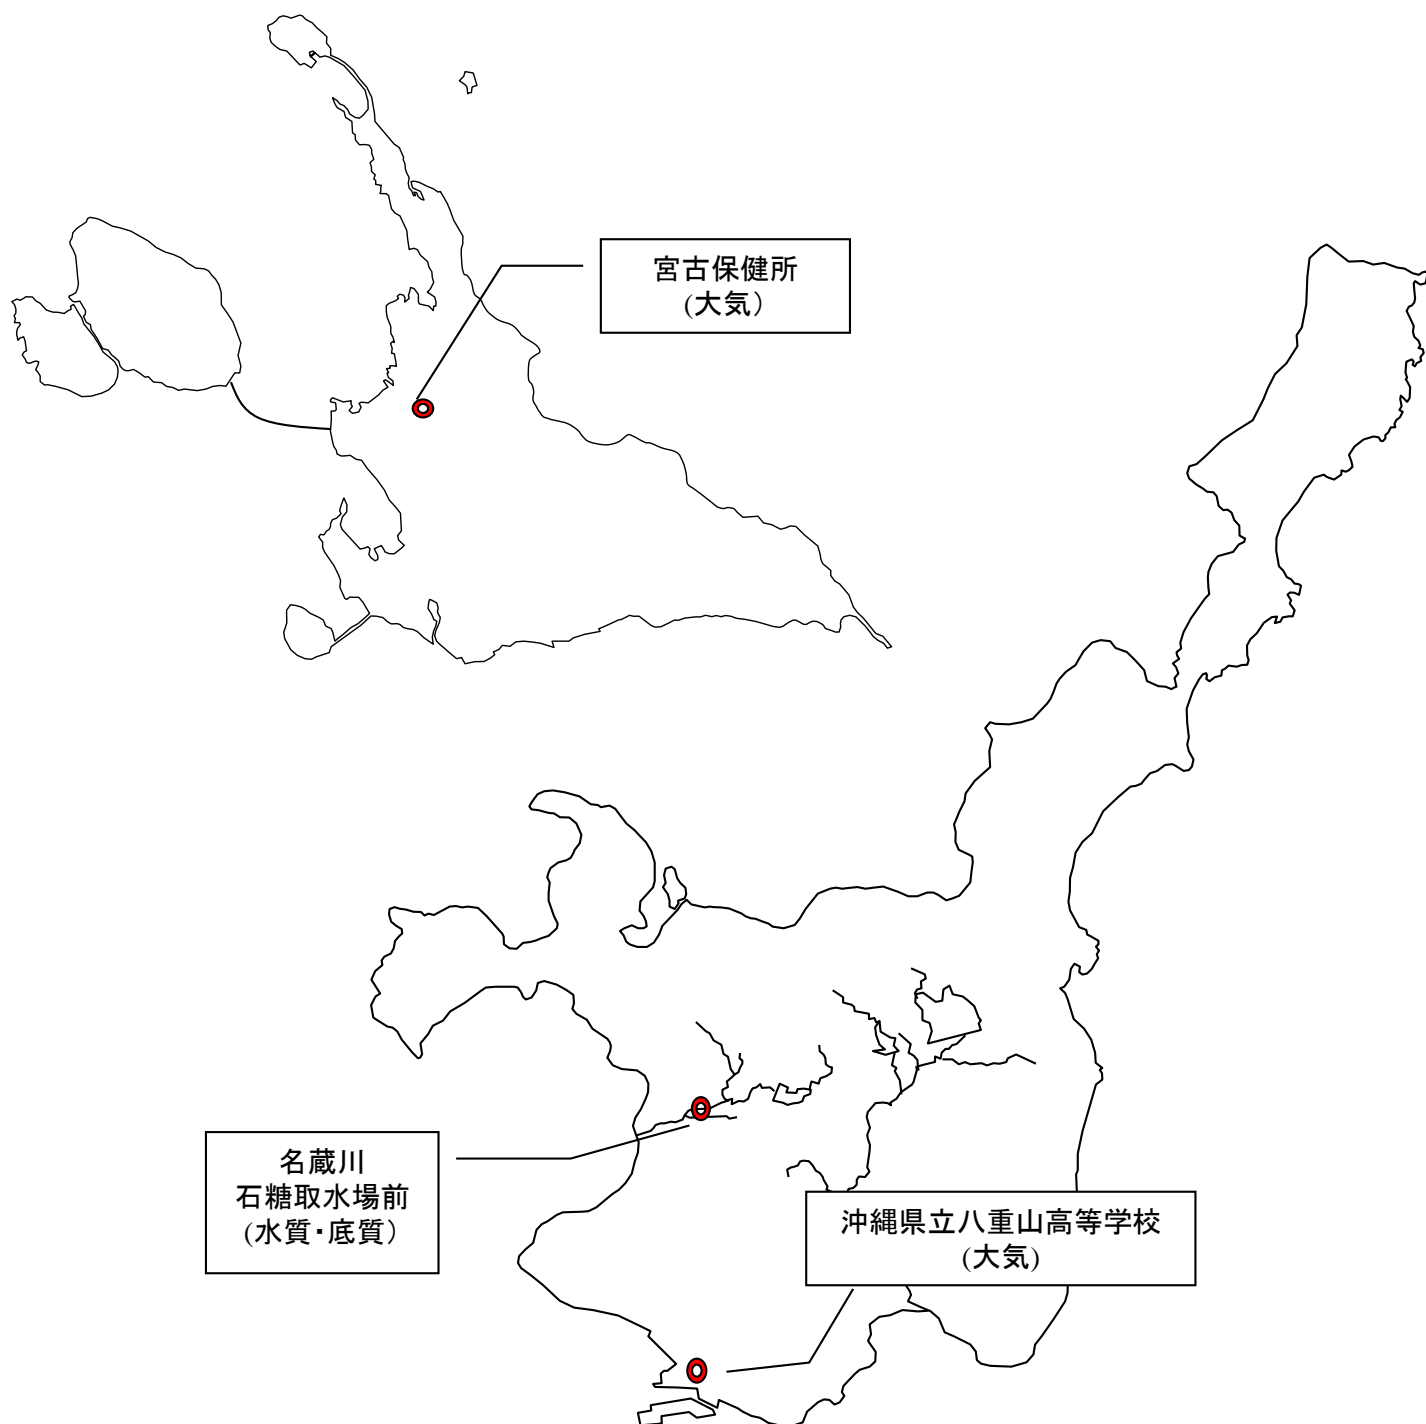 宮古保健所
(大気）
名蔵川
石糖取水場前
(水質・底質）
沖縄県立八重山高等学校
(大気)